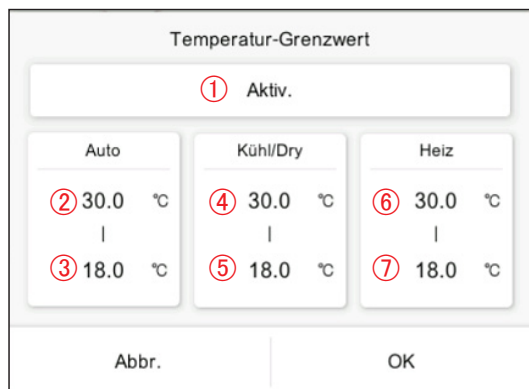 Temperatur-Grenzwert
① Aktiv.
Auto
② 30.0 °C
|
③ 18.0 °C
Kühl/Dry
④ 30.0 °C
|
⑤ 18.0 °C
Heiz
⑥ 30.0 °C
|
⑦ 18.0 °C
Abbr.
OK